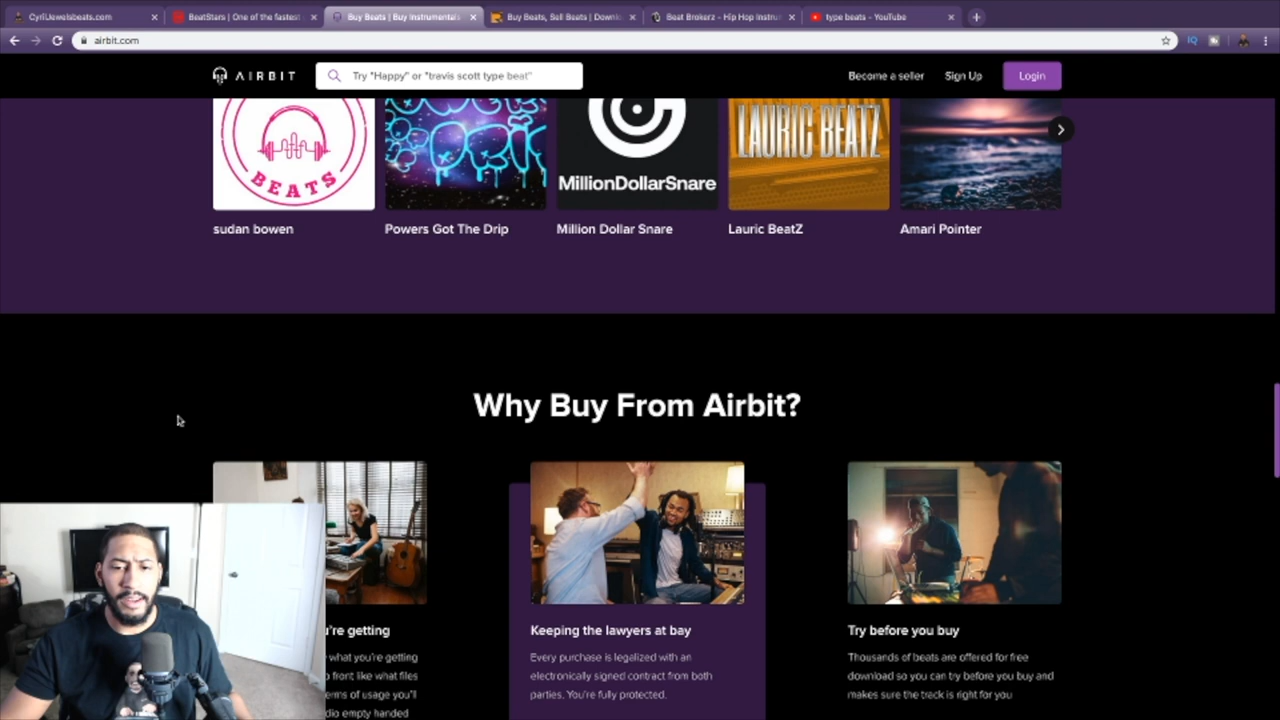 CyrilJewelsbeats.com
BeatStars | One of the fastest
Buy Beats | Buy Instrumentals
Buy Beats, Sell Beats | Downl
Beat Brokerz - Hip Hop Instru
type beats - YouTube
airbit.com
IQ
AIRBIT
Try "Happy" or "travis scott type beat"
Become a seller
Sign Up
Login
BEATS
MillionDollarSnare
LAURIC BEATZ
sudan bowen
Powers Got The Drip
Million Dollar Snare
Lauric BeatZ
Amari Pointer
Why Buy From Airbit?
u're getting
what you're getting
front like what files
erms of usage you'll
dio empty handed
Keeping the lawyers at bay
Every purchase is legalized with an
electronically signed contract from both
parties. You're fully protected.
Try before you buy
Thousands of beats are offered for free
download so you can try before you buy and
makes sure the track is right for you